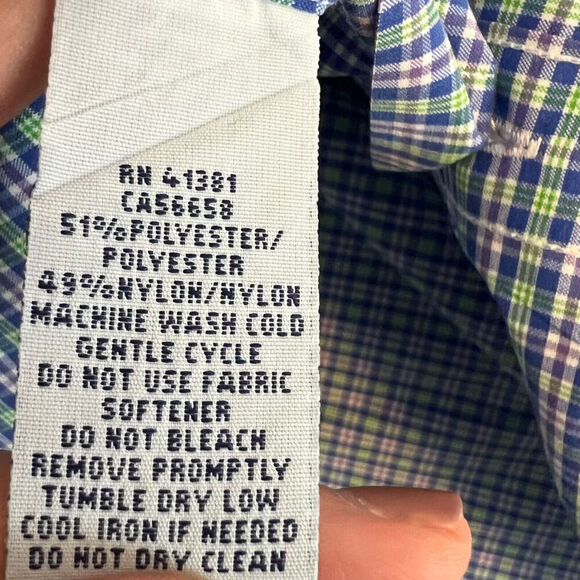 RN 41381
CA56658
51%POLYESTER/
POLYESTER
49%NYLON/NYLON
MACHINE WASH COLD
GENTLE CYCLE
DO NOT USE FABRIC
SOFTENER
DO NOT BLEACH
REMOVE PROMPTLY
TUMBLE DRY LOW
COOL IRON IF NEEDED
DO NOT DRY CLEAN